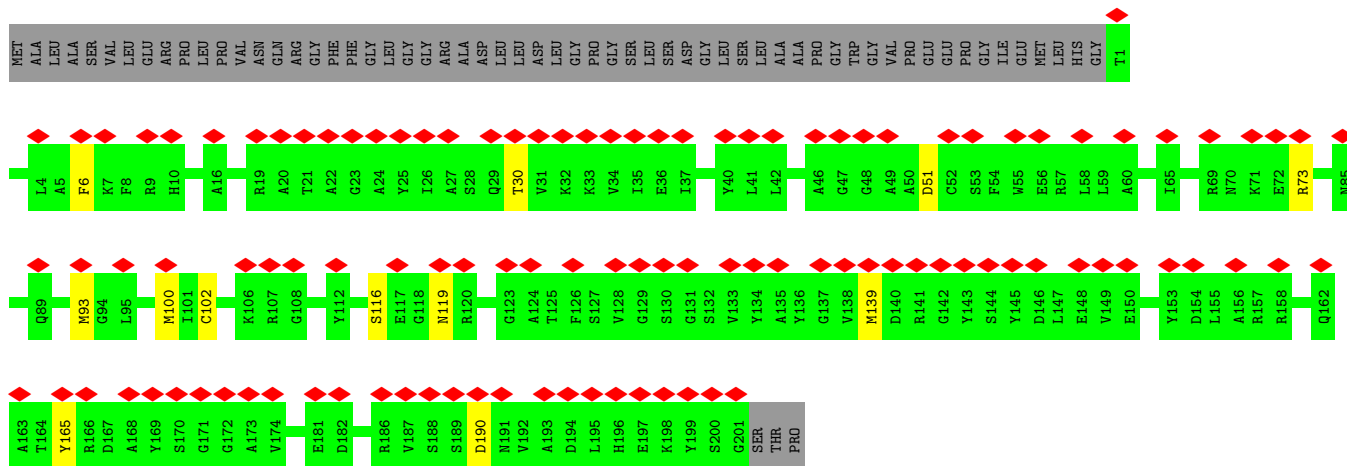 MET ALA LEU LEU ALA SER VAL LEU GLU ARG PRO LEU PRO VAL ASN GLN ARG GLY PHE PHE GLY LEU GLY GLY ARG ALA ASP LEU LEU ASP LEU GLY PRO GLY SER LEU SER ASP GLY LEU SER LEU ALA ALA PRO GLY TRP GLY VAL PRO GLU GLU PRO GLY ILE GLU MET LEU HIS GLY T1
L4 A5 F6 K7 F8 R9 H10 A16 R19 A20 T21 A22 G23 A24 Y25 I26 A27 S28 Q29 T30 V31 K32 K33 V34 I35 E36 I37 Y40 L41 L42 A46 G47 G48 A49 A50 D51 C52 S53 F54 W55 E56 R57 L58 L59 A60 I65 R69 N70 K71 E72 R73 N85
Q89 M93 G94 L95 M100 I101 C102 K106 R107 G108 Y112 S116 E117 G118 N119 R120 G123 A124 T125 F126 S127 V128 G129 S130 G131 S132 V133 Y134 A135 Y136 G137 V138 M139 D140 R141 G142 Y143 S144 Y145 D146 L147 E148 V149 E150 Y153 D154 L155 A156 R157 R158 Q162
A163 T164 Y165 R166 D167 A168 Y169 S170 G171 G172 A173 V174 E181 D182 R186 V187 S188 S189 D190 N191 V192 A193 D194 L195 H196 E197 K198 Y199 S200 G201 SER THR PRO